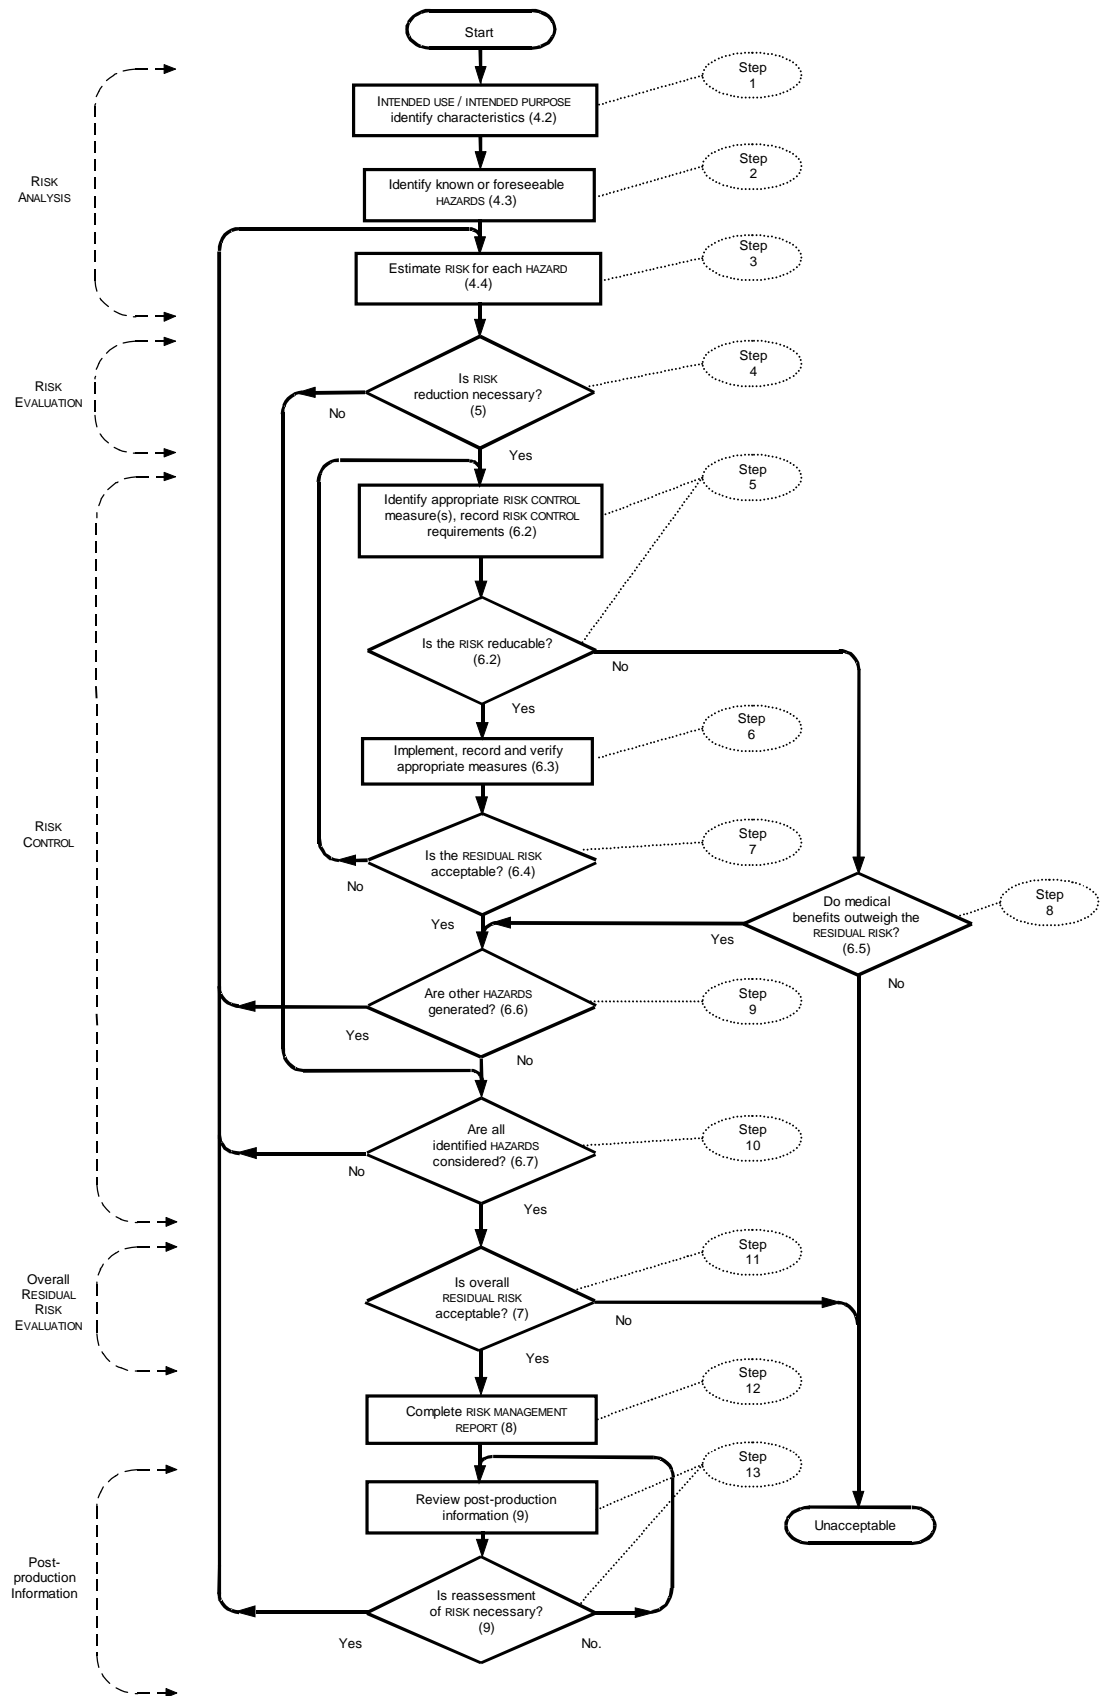 Start
Step
1
INTENDED USE / INTENDED PURPOSE
identify characteristics (4.2)
Step
2
Identify known or foreseeable
HAZARDS (4.3)
RISK
ANALYSIS
Step
3
Estimate RISK for each HAZARD
(4.4)
Step
4
Is RISK
reduction necessary?
(5)
RISK
EVALUATION
No
Yes
Step
5
Identify appropriate RISK CONTROL
measure(s), record RISK CONTROL
requirements (6.2)
Is the RISK reducable?
(6.2)
No
Yes
Step
6
Implement, record and verify
appropriate measures (6.3)
RISK
CONTROL
Step
7
Is the RESIDUAL RISK
acceptable? (6.4)
No
Yes
Do medical
benefits outweigh the
RESIDUAL RISK?
(6.5)
Step
8
Yes
No
Are other HAZARDS
generated? (6.6)
Step
9
Yes
No
Are all
identified HAZARDS
considered? (6.7)
Step
10
No
Yes
Step
11
Overall
RESIDUAL
RISK
EVALUATION
Is overall
RESIDUAL RISK
acceptable? (7)
No
Yes
Step
12
Complete RISK MANAGEMENT
REPORT (8)
Step
13
Review post-production
information (9)
Unacceptable
Post-
production
Information
Is reassessment
of RISK necessary?
(9)
Yes
No.